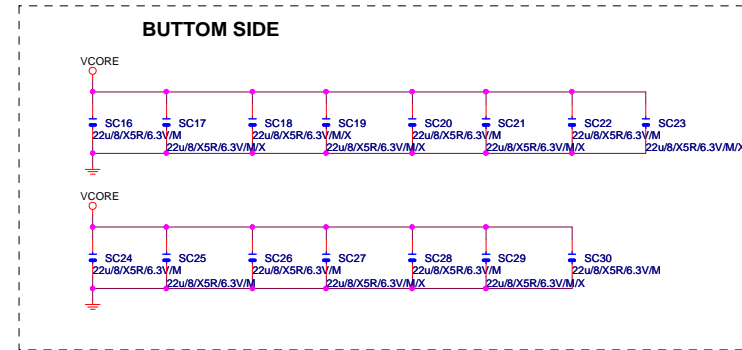 BUTTOM SIDE
VCORE
SC16 SC17 SC18 SC19 SC20 SC21 SC22 SC23
22u/8/X5R/6.3V/M 22u/8/X5R/6.3V/M/X 22u/8/X5R/6.3V/M 22u/8/X5R/6.3V/M
22u/8/X5R/6.3V/M/X 22u/8/X5R/6.3V/M/X 22u/8/X5R/6.3V/M/X 22u/8/X5R/6.3V/M/X
VCORE
SC24 SC25 SC26 SC27 SC28 SC29 SC30
22u/8/X5R/6.3V/M 22u/8/X5R/6.3V/M 22u/8/X5R/6.3V/M 22u/8/X5R/6.3V/M
22u/8/X5R/6.3V/M 22u/8/X5R/6.3V/M/X 22u/8/X5R/6.3V/M/X